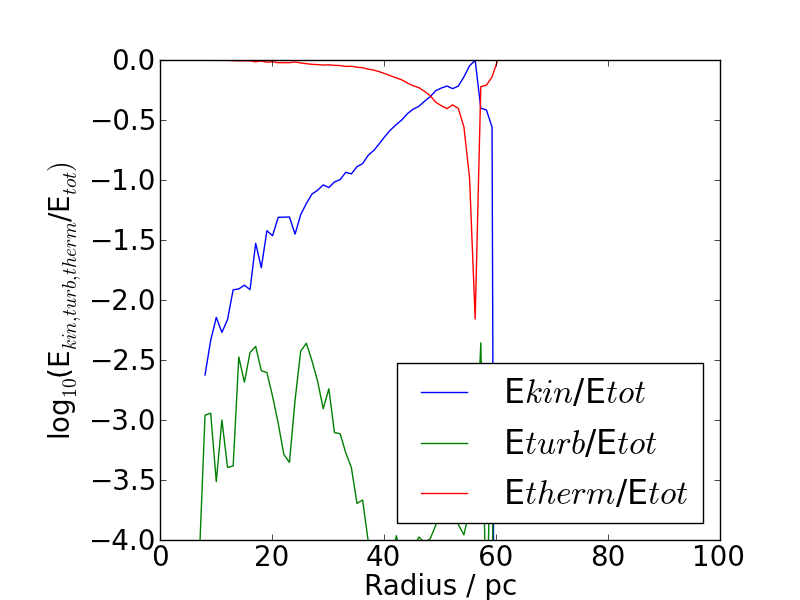 log10(Ekin,turb,therm/Etot)
0.0
−0.5
−1.0
−1.5
−2.0
−2.5
−3.0
−3.5
−4.0
Ekin/Etot
Eturb/Etot
Etherm/Etot
0 20 40 60 80 100
Radius / pc